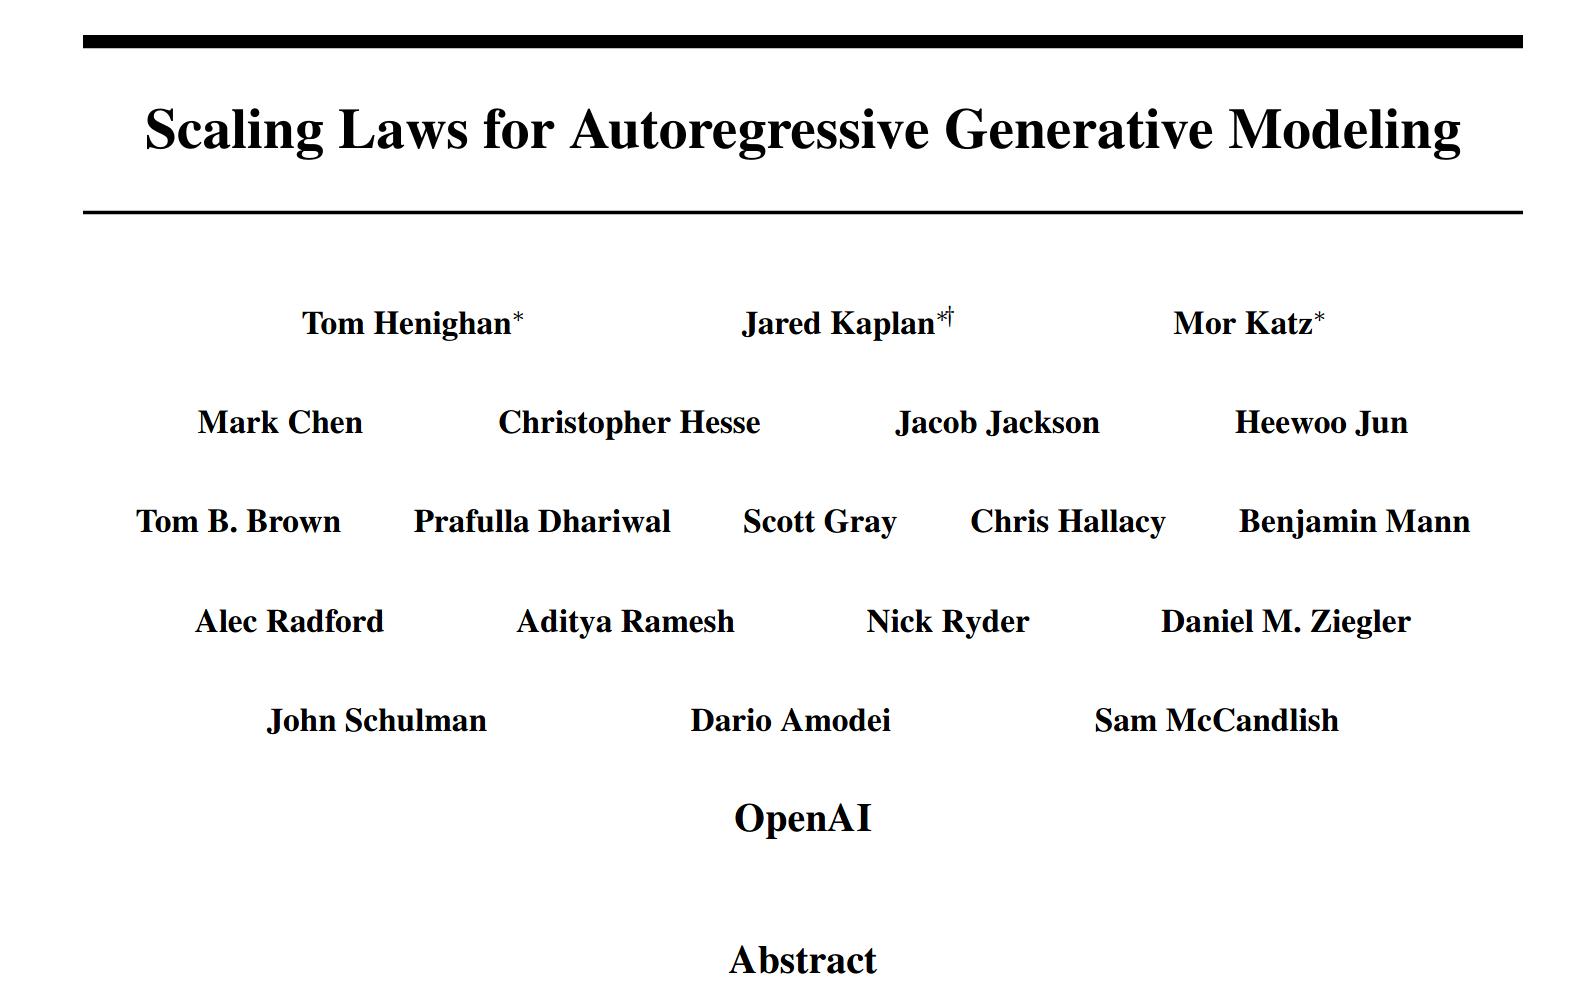 Scaling Laws for Autoregressive Generative Modeling
Tom Henighan* Jared Kaplan*† Mor Katz*
Mark Chen Christopher Hesse Jacob Jackson Heewoo Jun
Tom B. Brown Prafulla Dhariwal Scott Gray Chris Hallacy Benjamin Mann
Alec Radford Aditya Ramesh Nick Ryder Daniel M. Ziegler
John Schulman Dario Amodei Sam McCandlish
OpenAI
Abstract